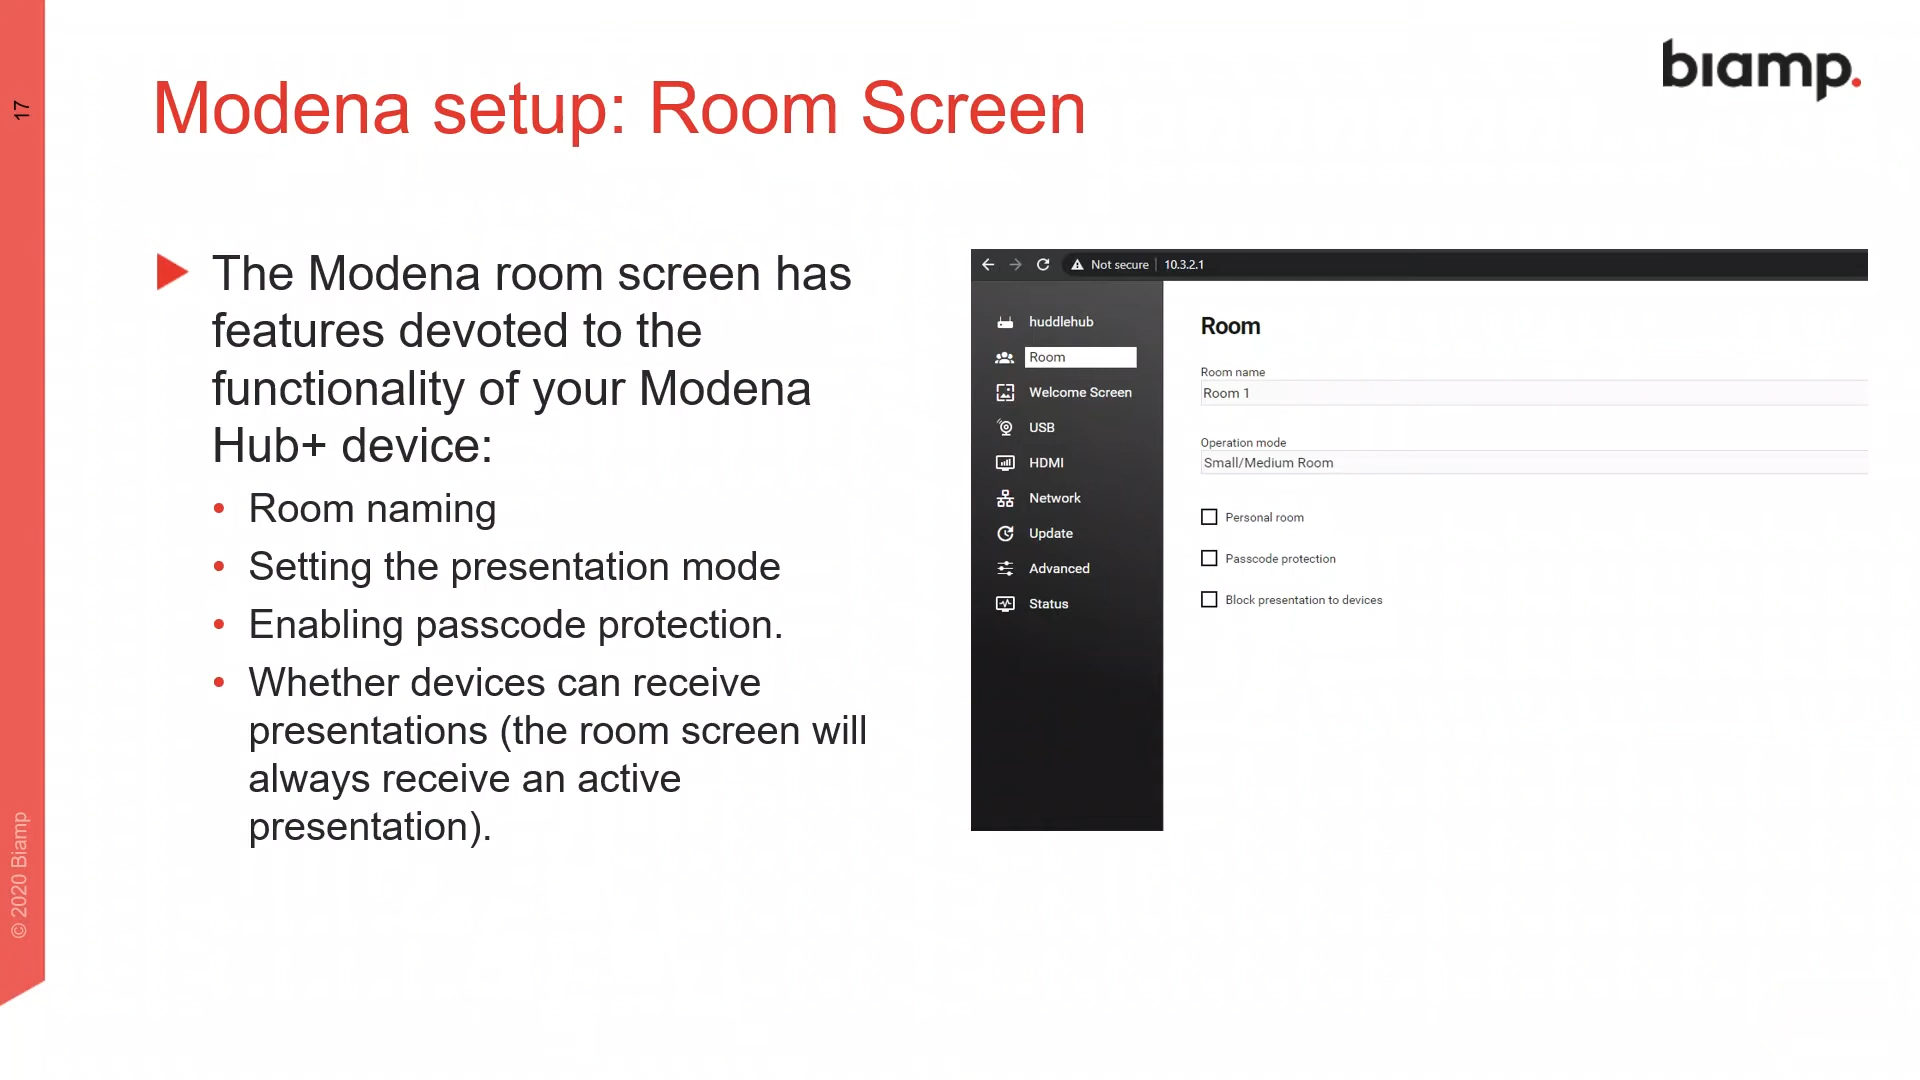 17
biamp.
Modena setup: Room Screen
The Modena room screen has
features devoted to the
functionality of your Modena
Hub+ device:
• Room naming
• Setting the presentation mode
• Enabling passcode protection.
• Whether devices can receive
presentations (the room screen will
always receive an active
presentation).
Not secure | 10.3.2.1
huddlehub
Room
Welcome Screen
USB
HDMI
Network
Update
Advanced
Status
Room
Room name
Room 1
Operation mode
Small/Medium Room
Personal room
Passcode protection
Block presentation to devices
© 2020 Biamp